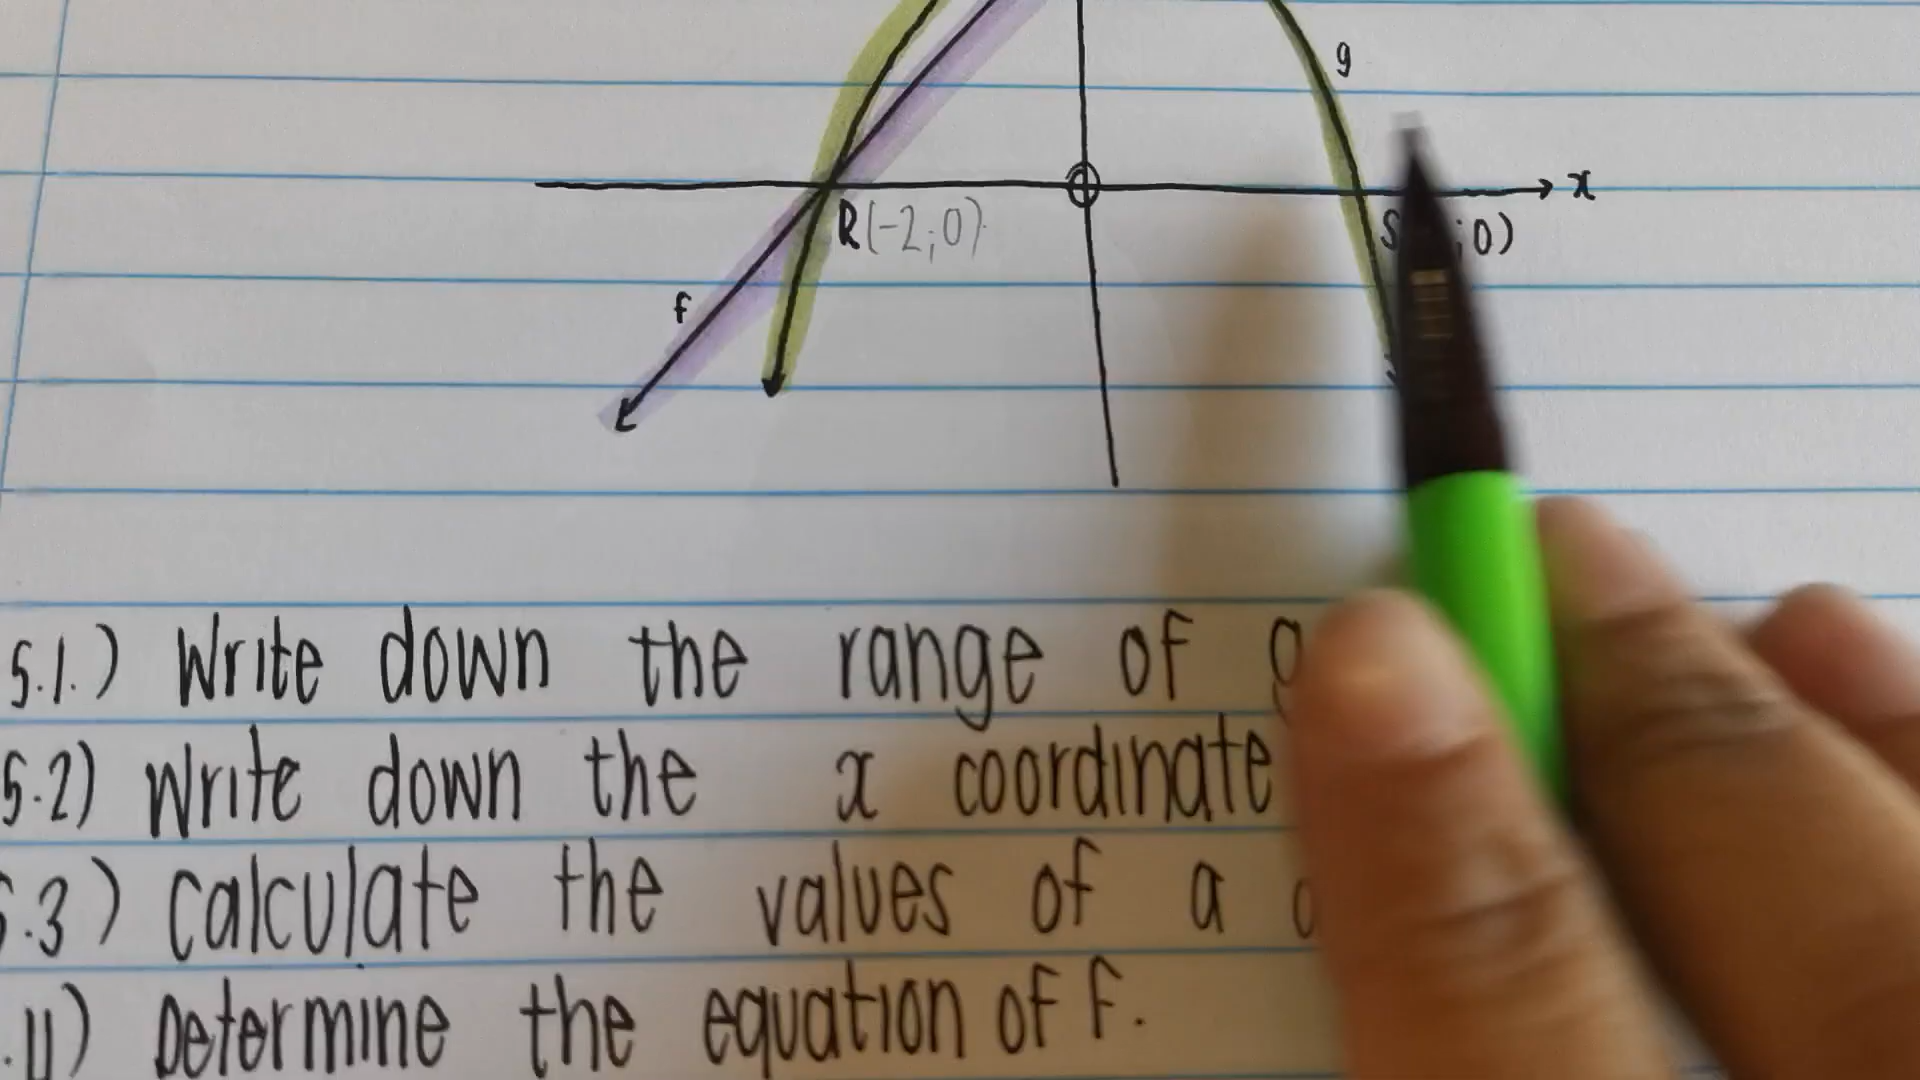 g
x
R(-2;0)
;0)
f
5.1.) Write down the range of
5.2) Write down the x coordinate
.3) Calculate the values of a
Determine the equation of f.